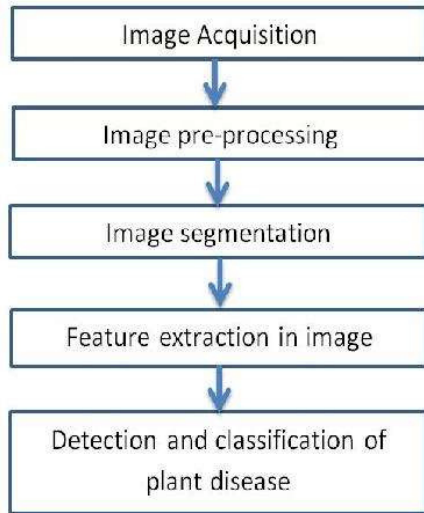 Image Acquisition
Image pre-processing
Image segmentation
Feature extraction in image
Detection and classification of
plant disease